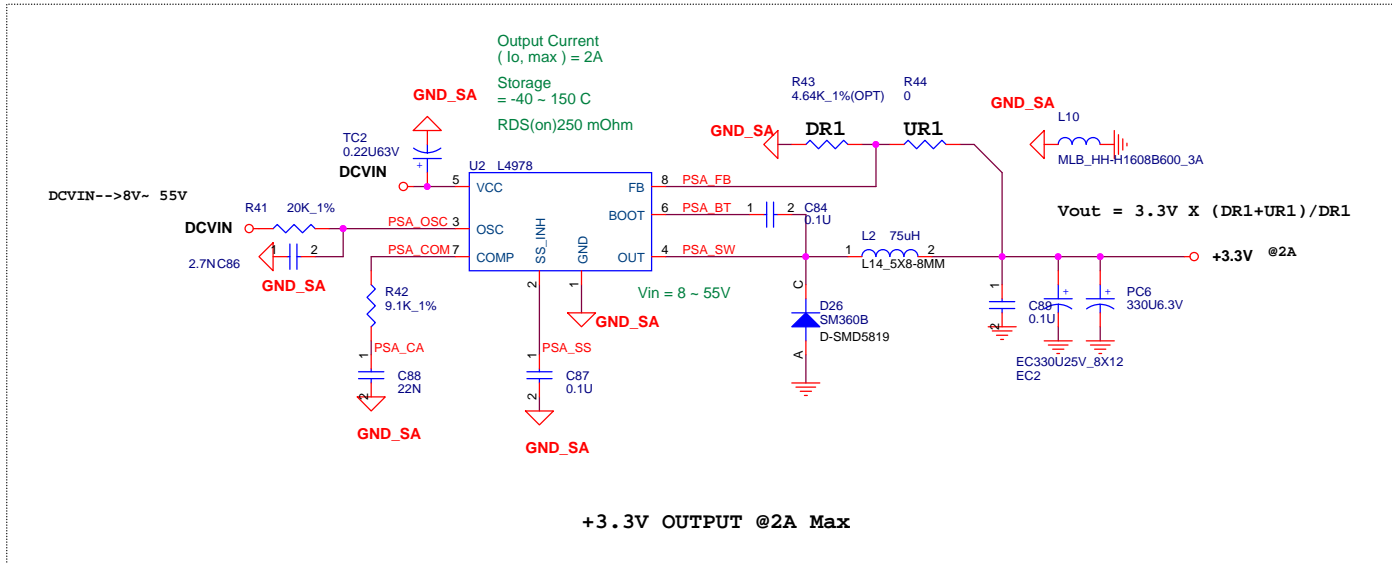 Output Current
( Io, max ) = 2A
Storage
= -40 ~ 150 C
RDS(on)250 mOhm
GND_SA
TC2
0.22U63V
DCVIN
DCVIN-->8V~ 55V
R41 20K_1%
DCVIN
PSA_OSC
1 2
2.7N C86
GND_SA
PSA_COM
R42
9.1K_1%
PSA_CA
1
C88
22N
2
GND_SA
U2 L4978
5 VCC
3 OSC
7 COMP
SS_INH
GND
FB 8
BOOT 6
OUT 4
2
1
GND_SA
PSA_SS
1
C87
0.1U
2
GND_SA
Vin = 8 ~ 55V
PSA_FB
PSA_BT
PSA_SW
1 2
C84
0.1U
R43
4.64K_1%(OPT)
R44
0
GND_SA
DR1
UR1
GND_SA
L10
MLB_HH-H1608B600_3A
Vout = 3.3V X (DR1+UR1)/DR1
L2 75uH
1 2
L14_5X8-8MM
C
D26
SM360B
D-SMD5819
A
1
C89
0.1U
2
+
+
PC6
330U6.3V
EC330U25V_8X12
EC2
+3.3V @2A
+3.3V OUTPUT @2A Max